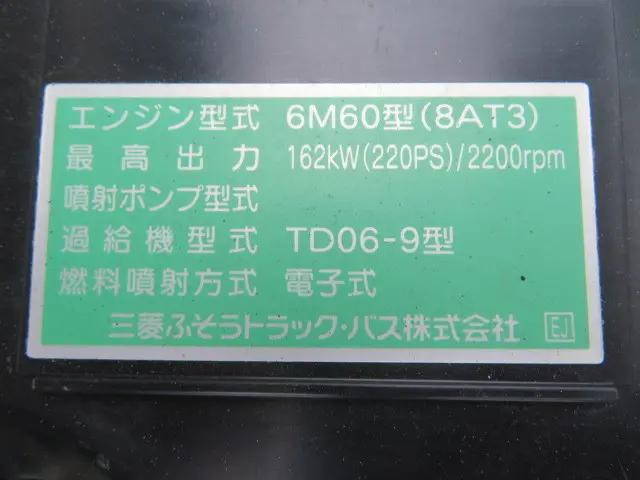 エンジン型式 6M60型(8AT3)
最高出力 162kW(220PS)/2200rpm
噴射ポンプ型式
過給機型式 TD06-9型
燃料噴射方式 電子式
三菱ふそうトラック・バス株式会社 EJ